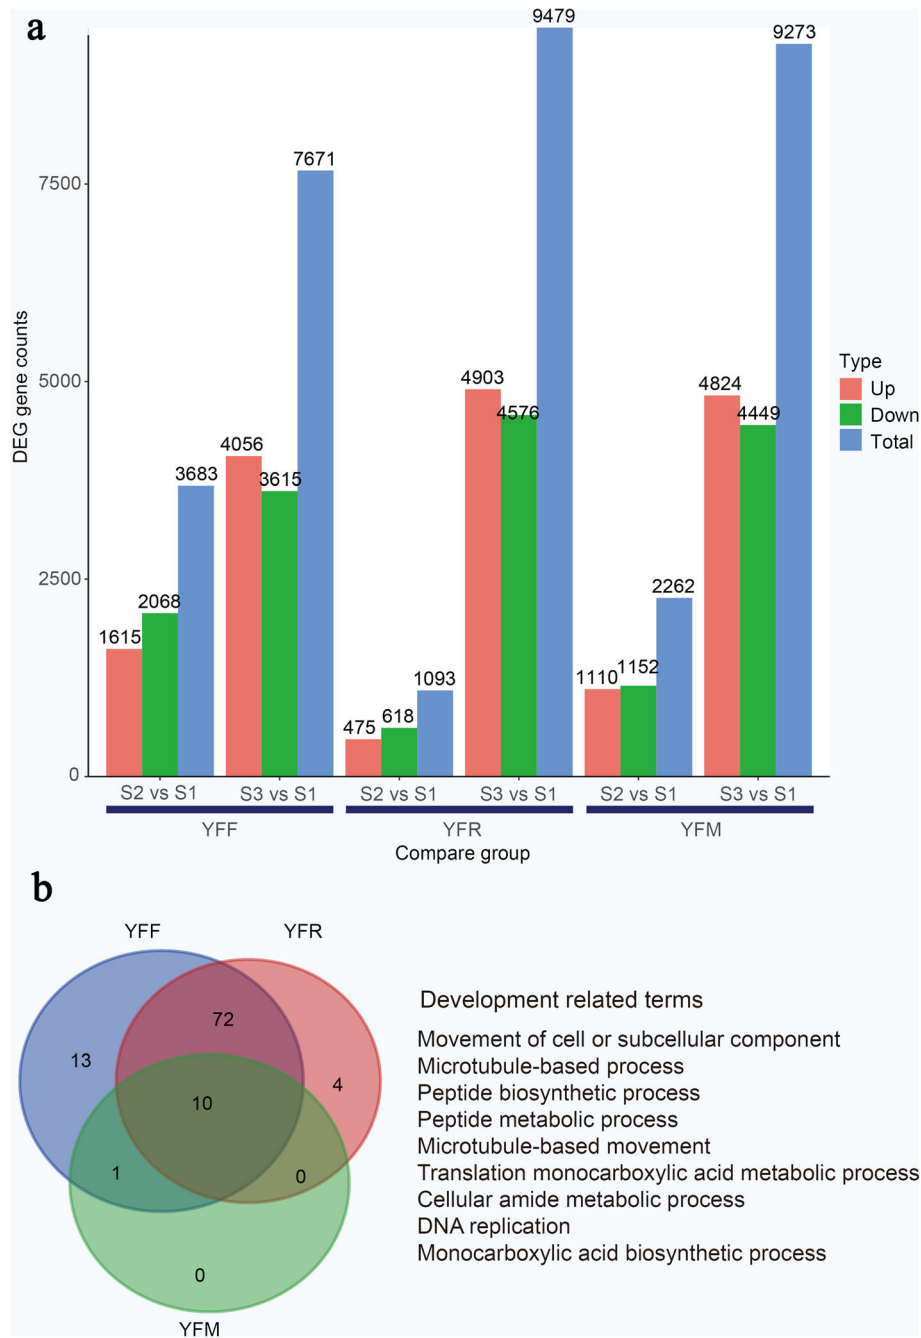 a
9479
9273
7671
7500
Type
Up
Down
Total
DEG gene counts
5000
4903
4576
4824
4449
4056
3615
3683
2500
2068
1615
2262
1093
475
618
1110
1152
0
S2 vs S1
S3 vs S1
S2 vs S1
S3 vs S1
S2 vs S1
S3 vs S1
YFF
YFR
YFM
Compare group
b
YFF
YFR
72
13
4
10
1
0
0
YFM
Development related terms
Movement of cell or subcellular component
Microtubule-based process
Peptide biosynthetic process
Peptide metabolic process
Microtubule-based movement
Translation monocarboxylic acid metabolic process
Cellular amide metabolic process
DNA replication
Monocarboxylic acid biosynthetic process